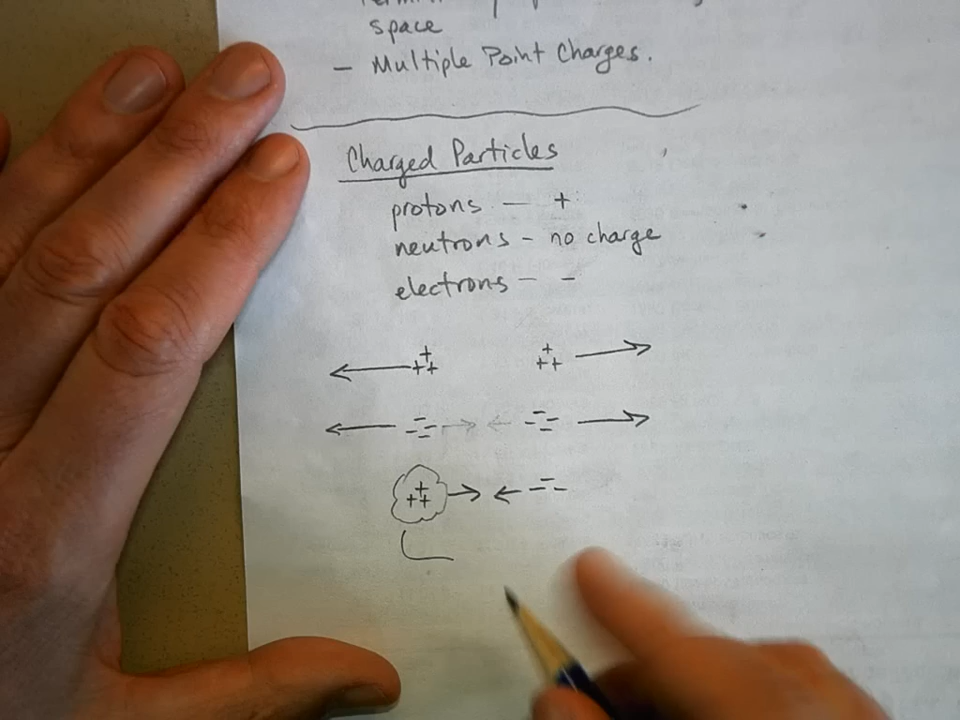 space
– Multiple Point Charges.
Charged Particles
protons – +
neutrons – no charge
electrons – –